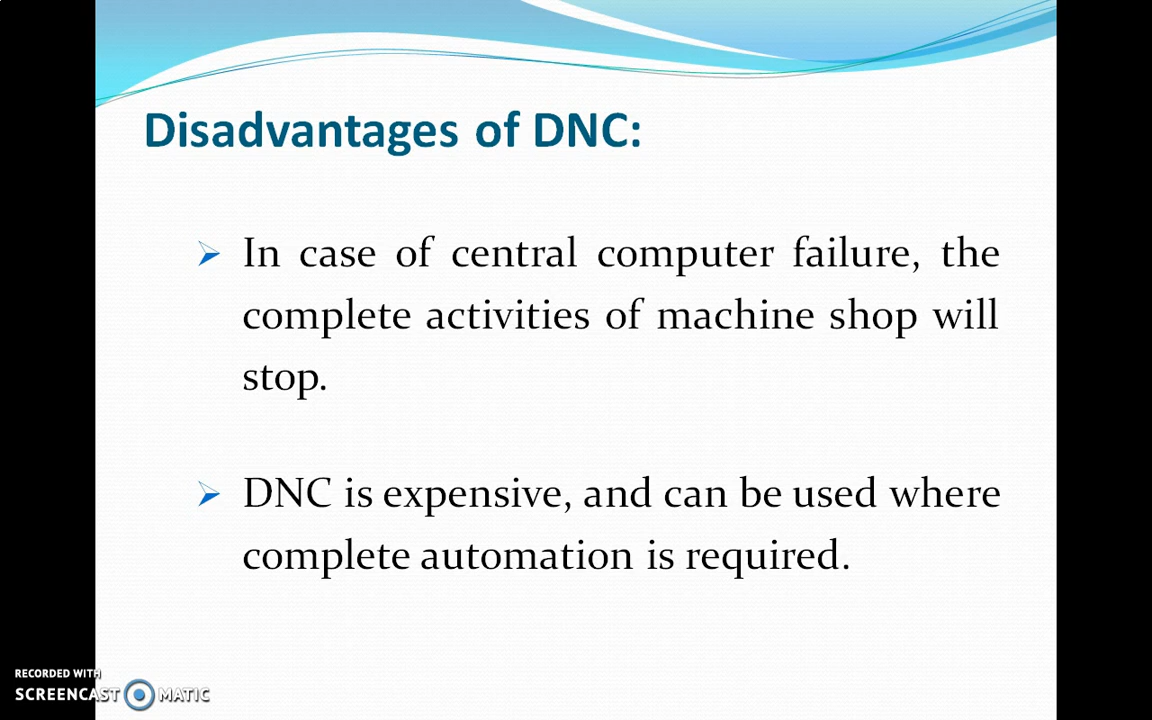 Disadvantages of DNC:
In case of central computer failure, the
complete activities of machine shop will
stop.
DNC is expensive, and can be used where
complete automation is required.
RECORDED WITH
SCREENCAST MATIC